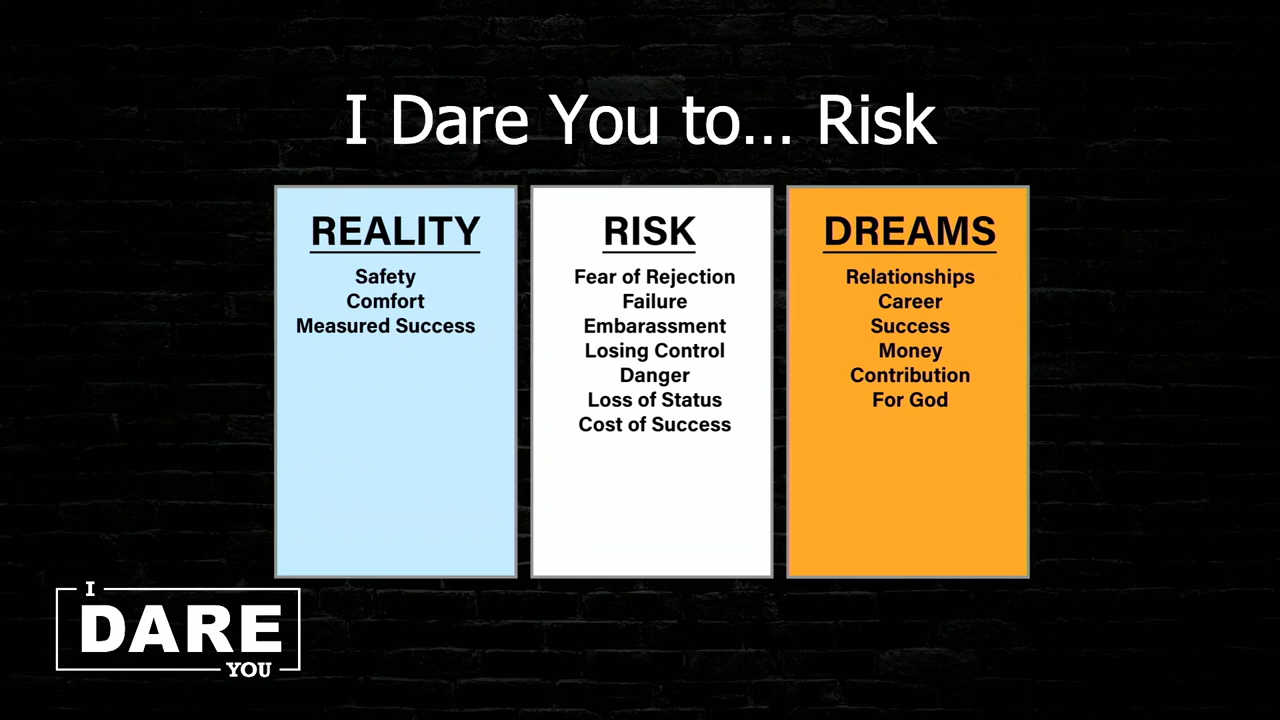 I Dare You to... Risk
REALITY
Safety
Comfort
Measured Success
RISK
Fear of Rejection
Failure
Embarassment
Losing Control
Danger
Loss of Status
Cost of Success
DREAMS
Relationships
Career
Success
Money
Contribution
For God
I
DARE
YOU